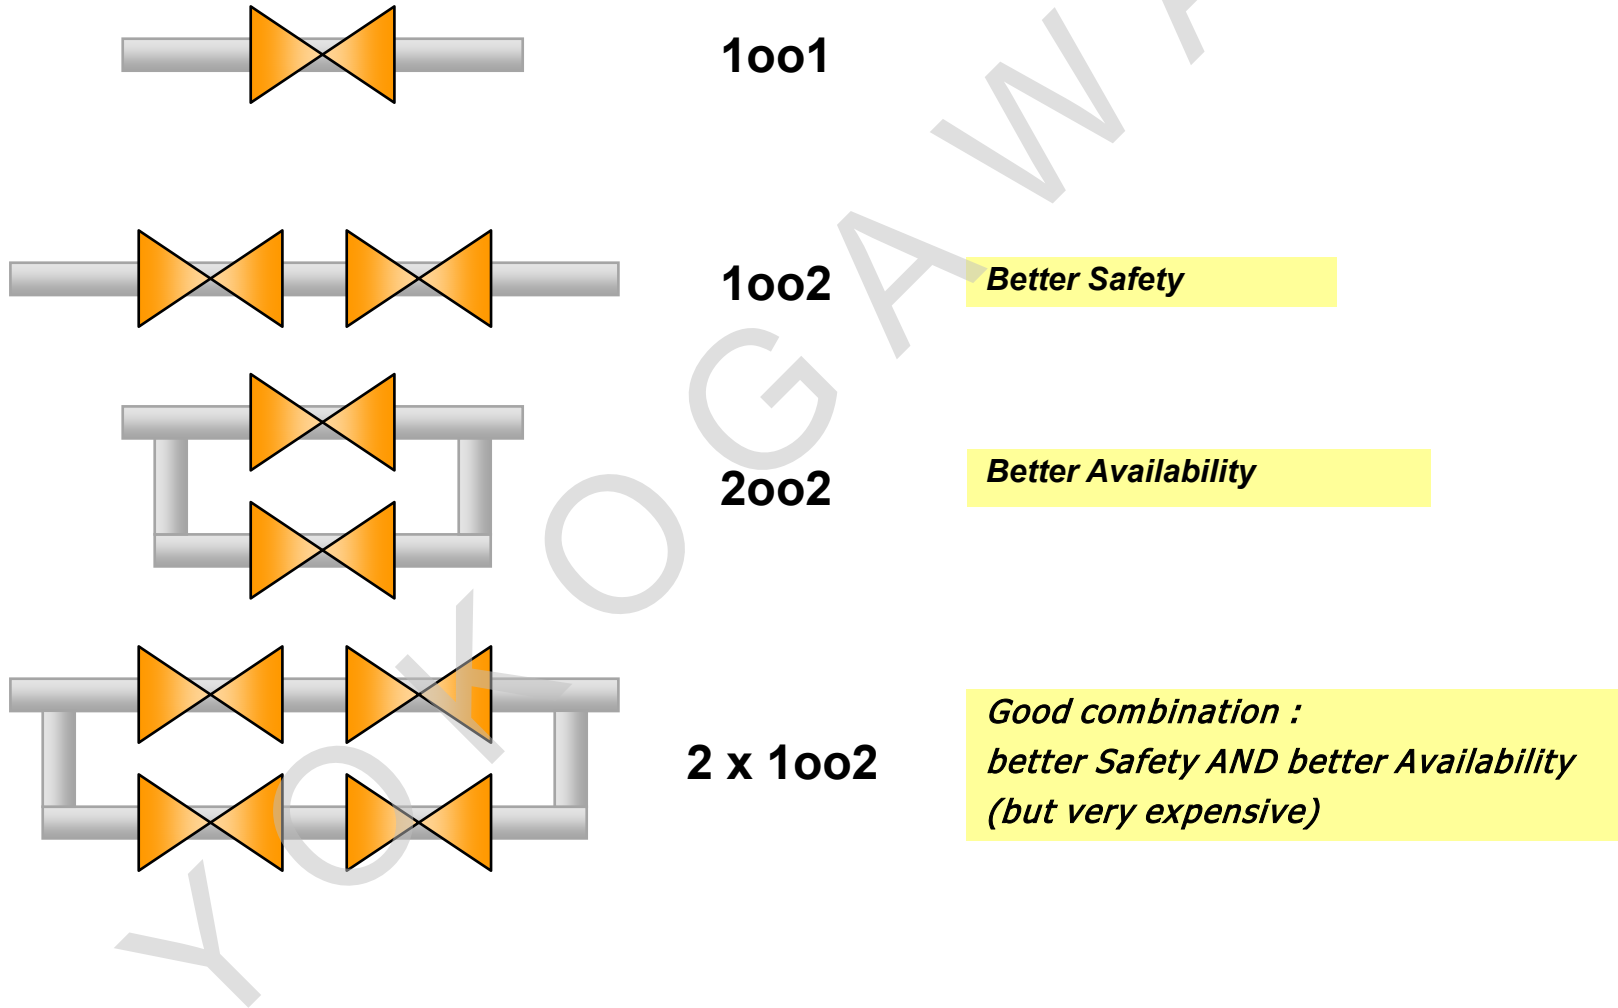 1oo1
1oo2
Better Safety
2oo2
Better Availability
2 x 1oo2
Good combination :
better Safety AND better Availability
(but very expensive)
YOKOGAWA